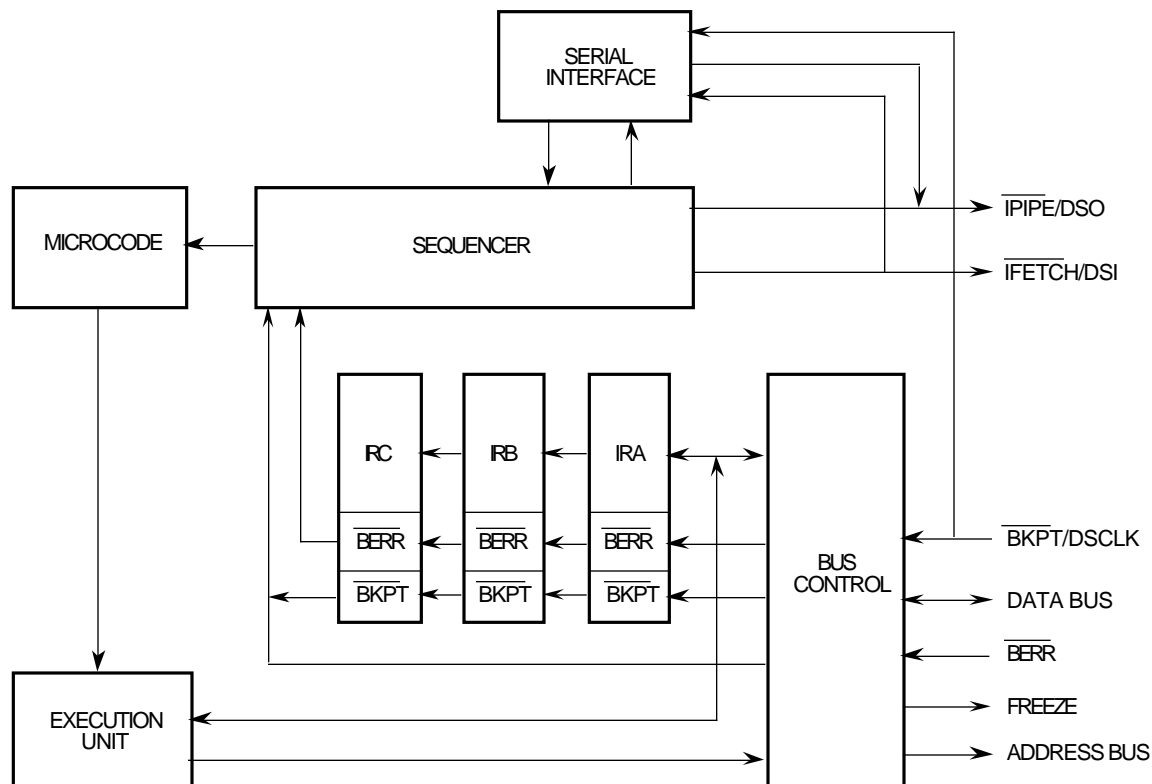 SERIAL
INTERFACE
MICROCODE
SEQUENCER
IPIPE/DSO
IFETCH/DSI
IRC
IRB
IRA
BERR
BERR
BERR
BKPT
BKPT
BKPT
BUS
CONTROL
BKPT/DSCLK
DATA BUS
BERR
FREEZE
ADDRESS BUS
EXECUTION
UNIT